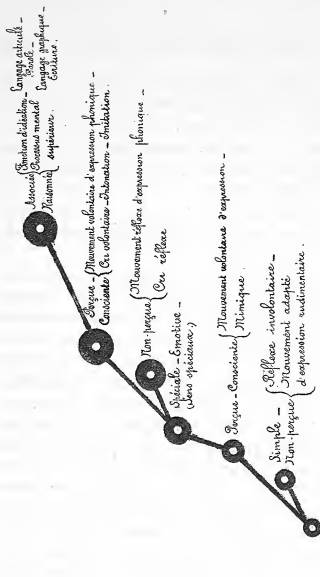 Associée
Raisonnée
{ Fonction d'idéation –
Processus mental
supérieur.
Langage articulé –
Parole –
Langage graphique –
Écriture.
Perçue –
Consciente
{ Mouvement volontaire d'expression phonique –
Cri volontaire – Intonation – Imitation.
Non-perçue { Mouvement réflexe d'expression phonique –
Cri réflexe
Spéciale – Emotive –
(Sens spéciaux)
Perçue – Consciente { Mouvement volontaire d'expression –
Mimique.
Simple –
Non-perçue
{ Réflexe involontaire –
Mouvement adapté
d'expression rudimentaire.